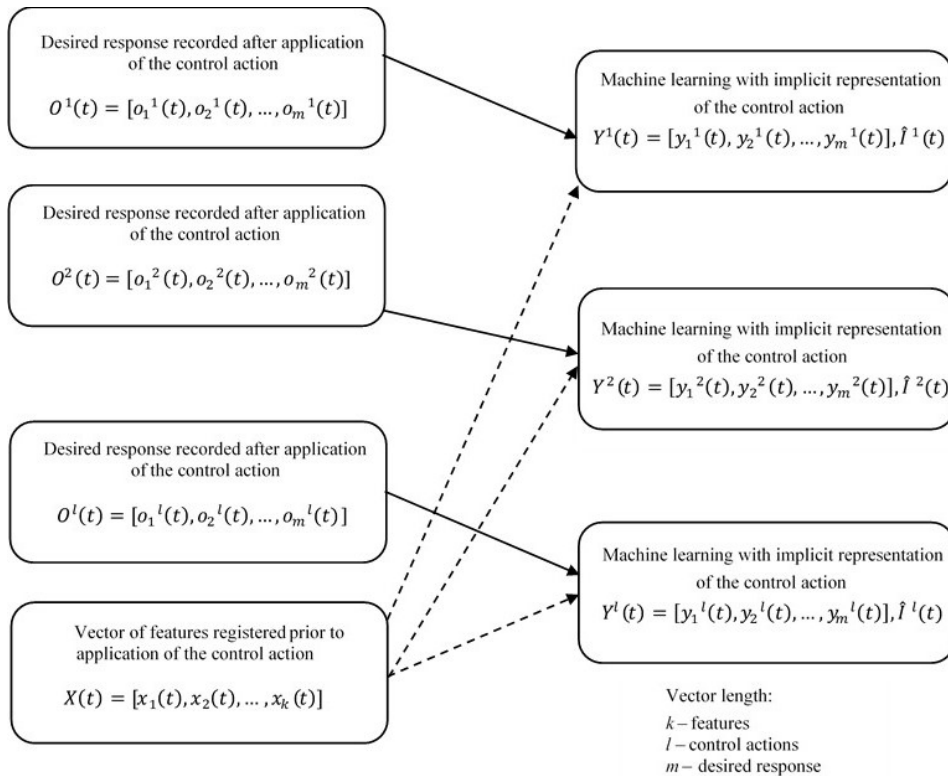 Desired response recorded after application
of the control action
O¹(t) = [o₁¹(t), o₂¹(t), …, oₘ¹(t)]
Desired response recorded after application
of the control action
O²(t) = [o₁²(t), o₂²(t), …, oₘ²(t)]
Desired response recorded after application
of the control action
Oˡ(t) = [o₁ˡ(t), o₂ˡ(t), …, oₘˡ(t)]
Vector of features registered prior to
application of the control action
X(t) = [x₁(t), x₂(t), … , xₖ(t)]
Machine learning with implicit representation
of the control action
Y¹(t) = [y₁¹(t), y₂¹(t), … , yₘ¹(t)], Î ¹(t)
Machine learning with implicit representation
of the control action
Y²(t) = [y₁²(t), y₂²(t), … , yₘ²(t)], Î ²(t)
Machine learning with implicit representation
of the control action
Yˡ(t) = [y₁ˡ(t), y₂ˡ(t), … , yₘˡ(t)], Î ˡ(t)
Vector length:
k – features
l – control actions
m – desired response